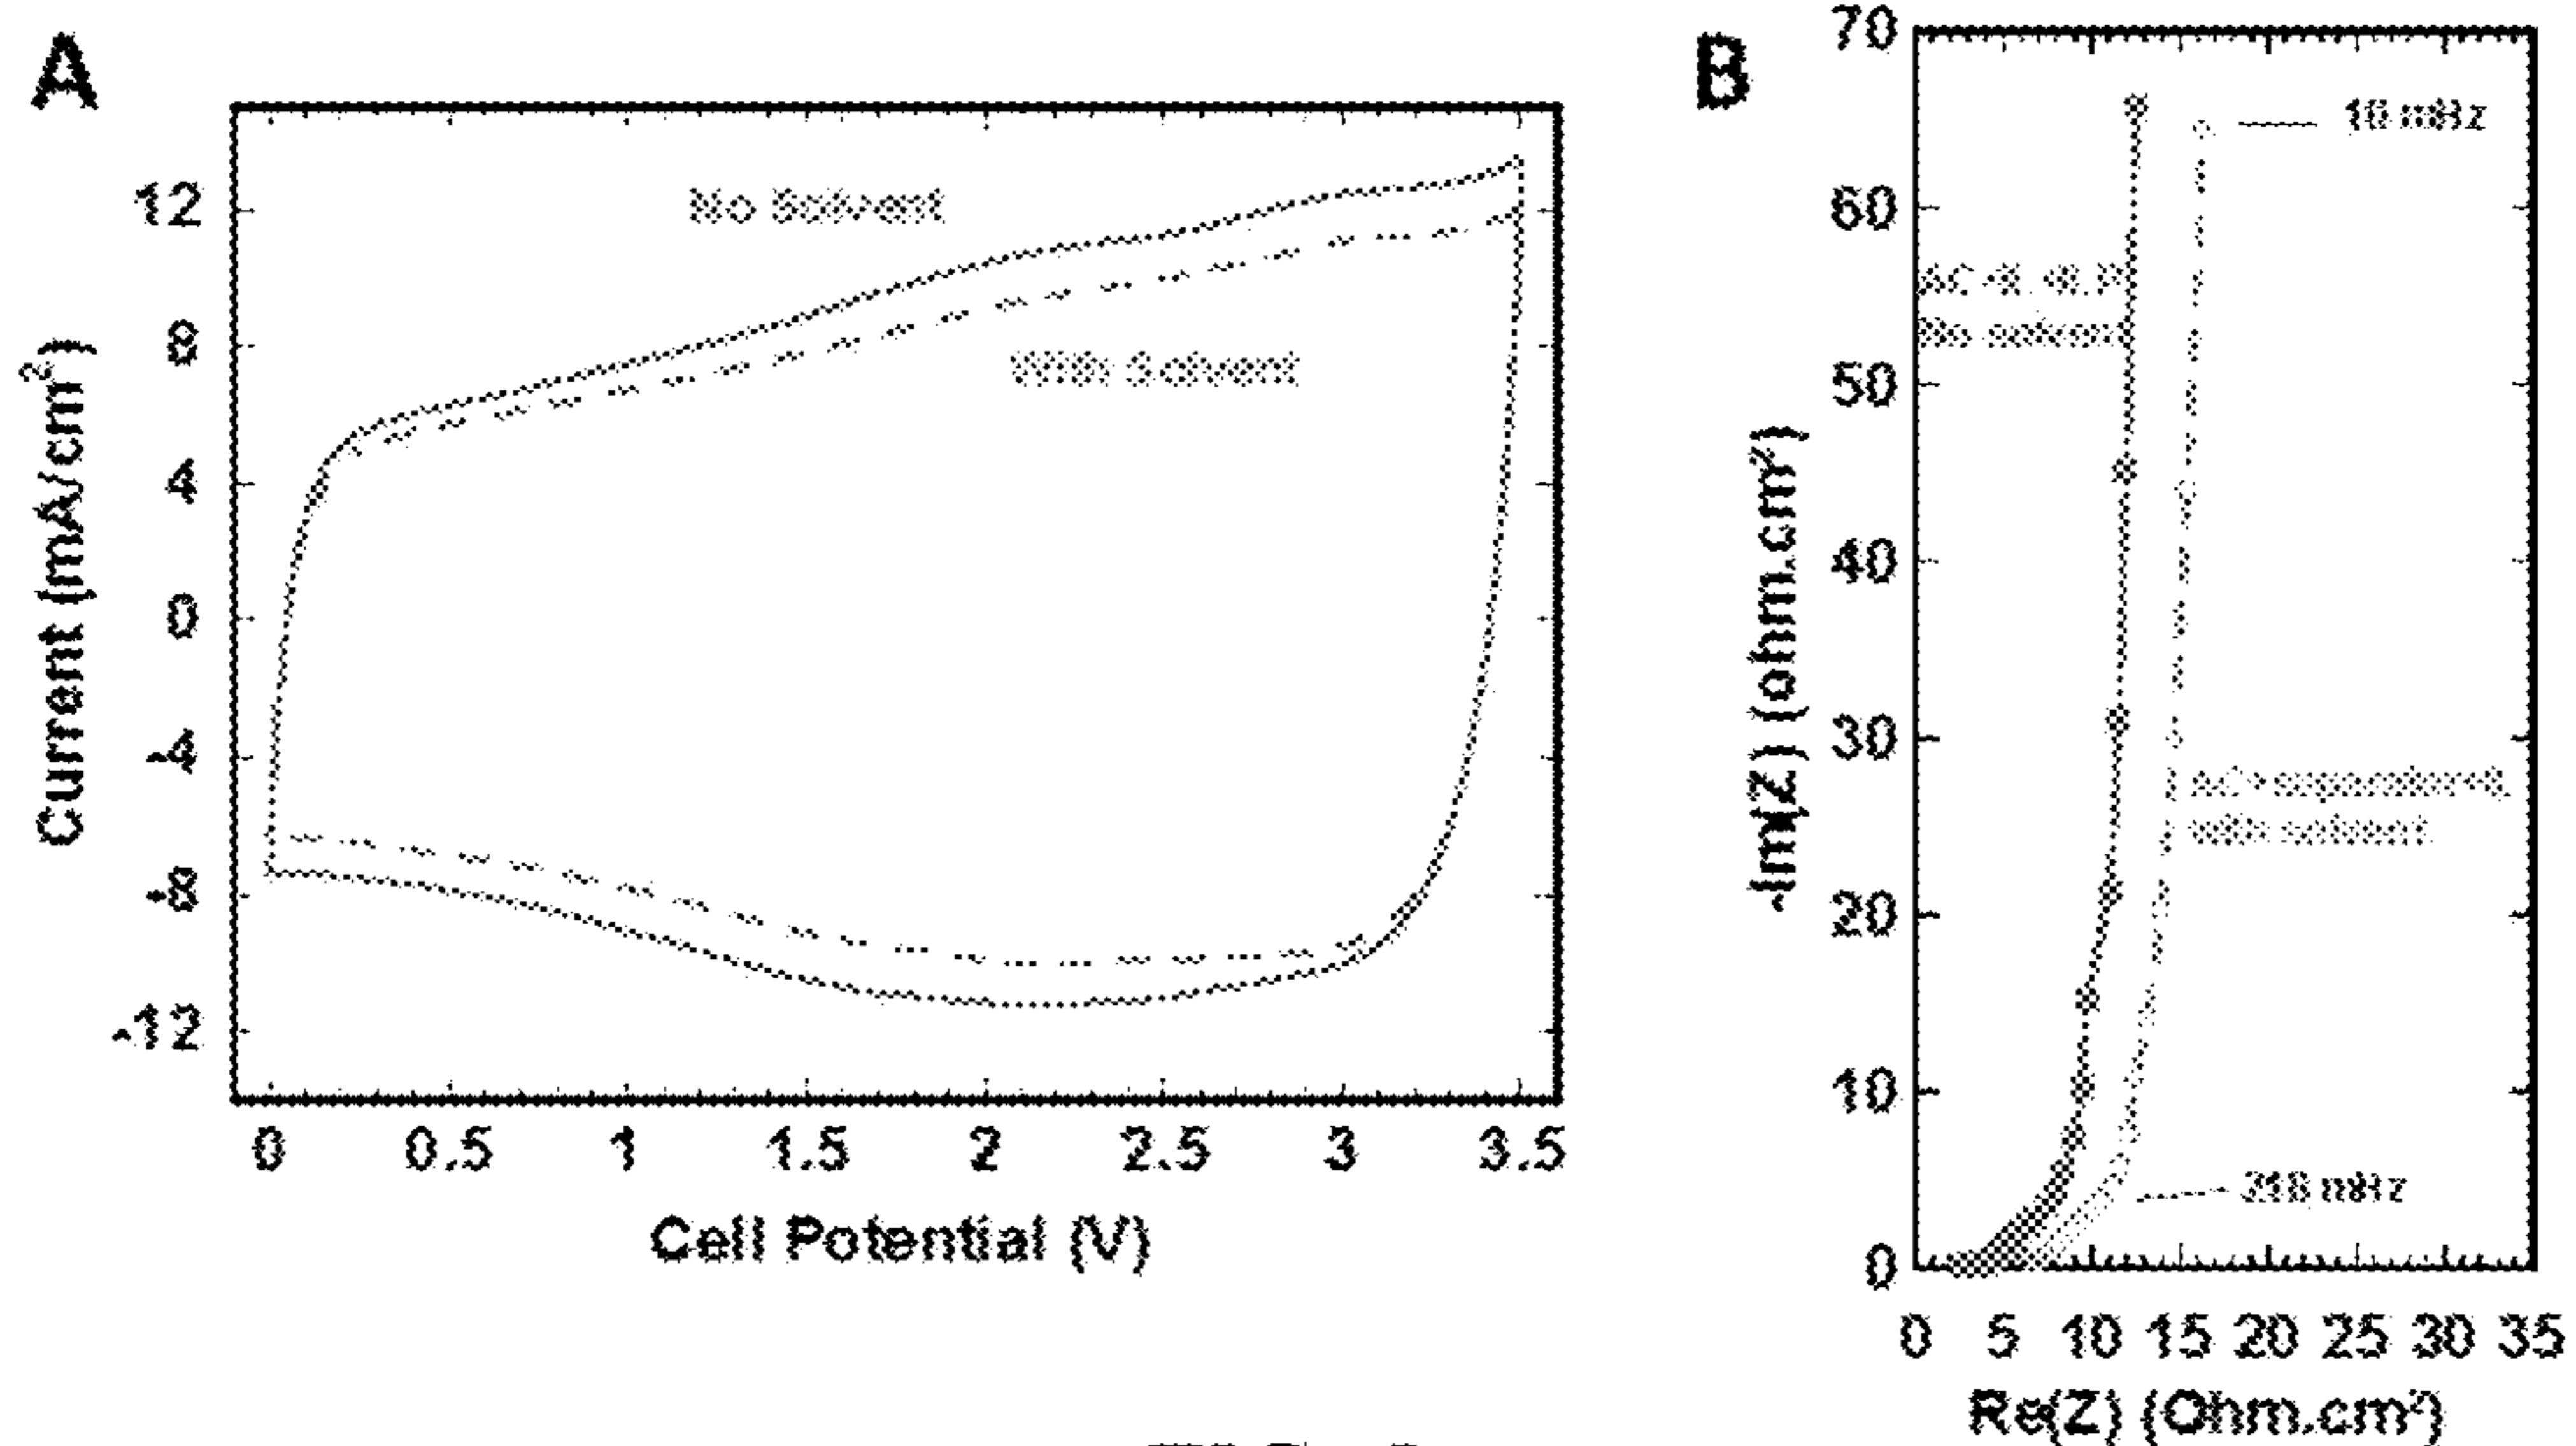 A
No Solvent
With Solvent
12
8
4
0
-4
-8
-12
Current (mA/cm²)
0 0.5 1 1.5 2 2.5 3 3.5
Cell Potential (V)
B
70
60
50
40
30
20
10
0
-Im(Z) (ohm.cm²)
10 mHz
No solvent
with solvent
mHz
0 5 10 15 20 25 30 35
Re(Z) (Ohm.cm²)